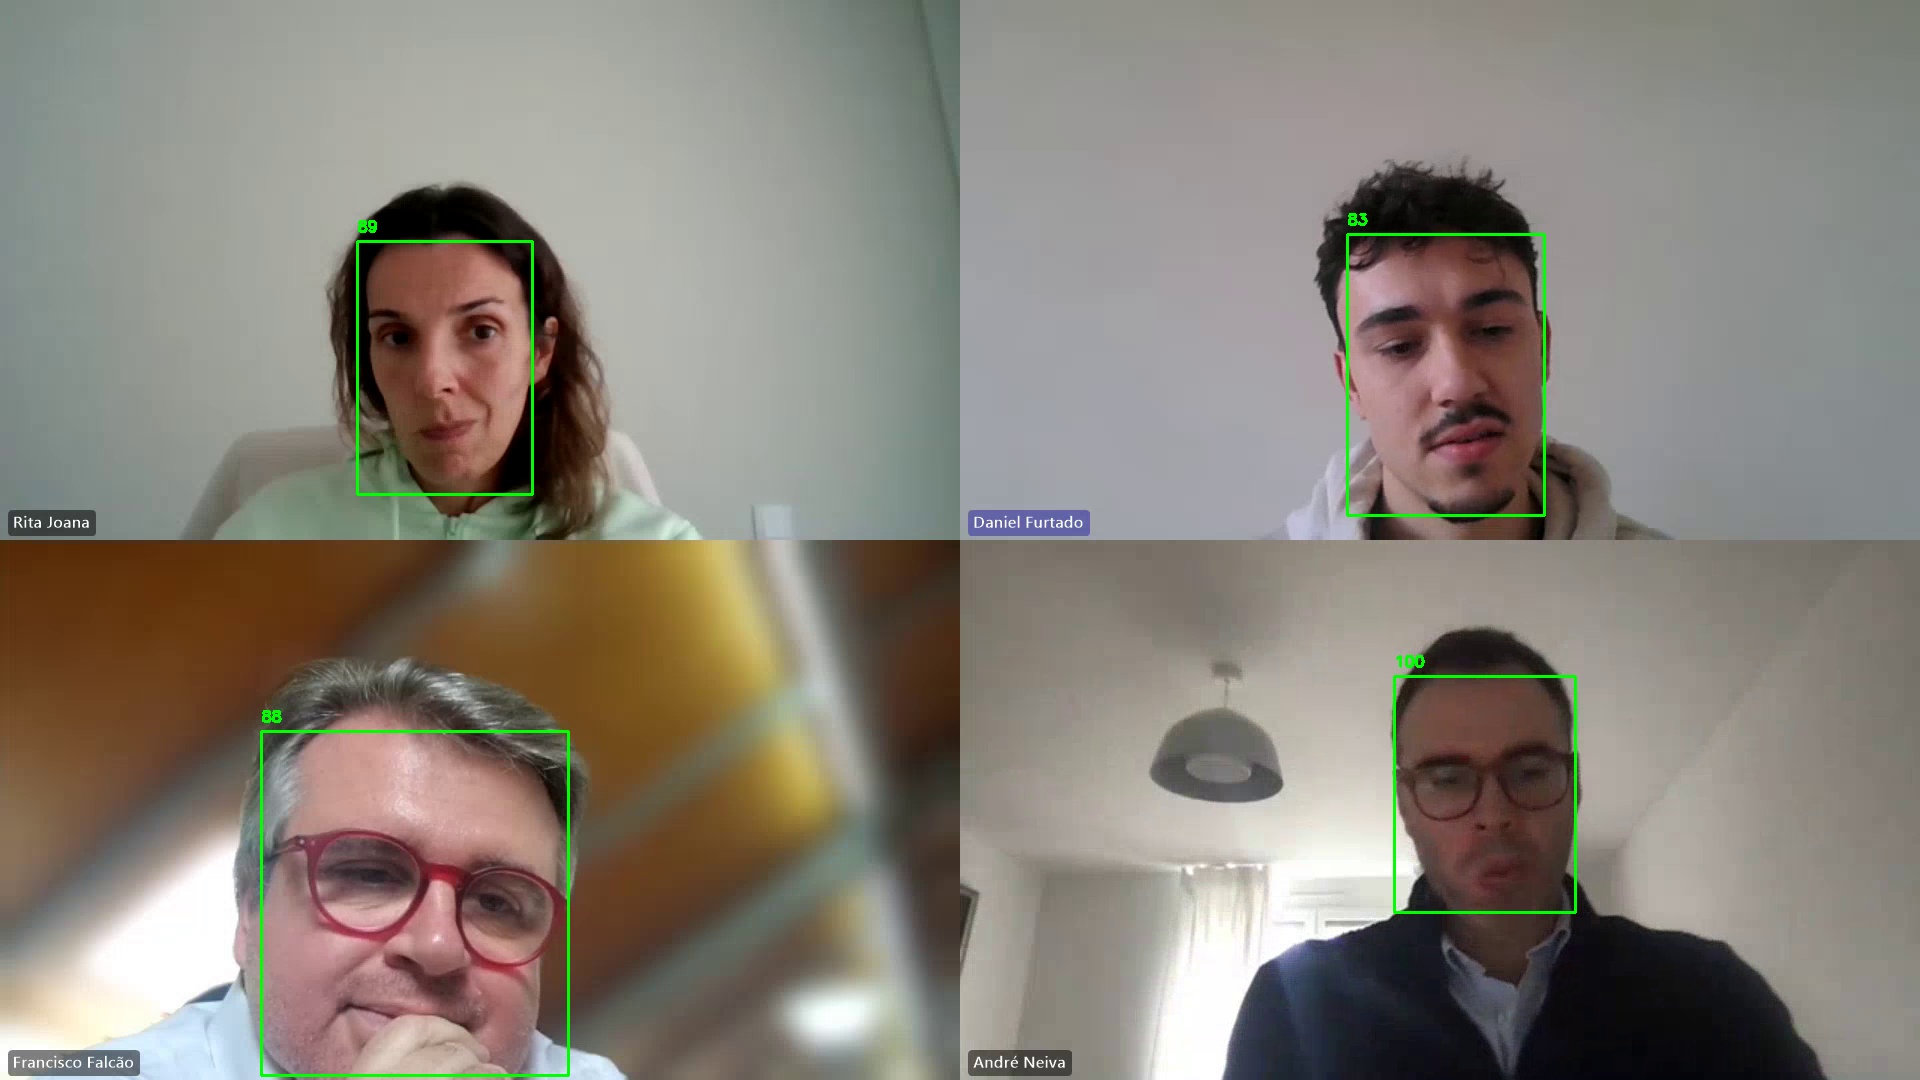 89
83
Rita Joana
Daniel Furtado
88
100
Francisco Falcão
André Neiva